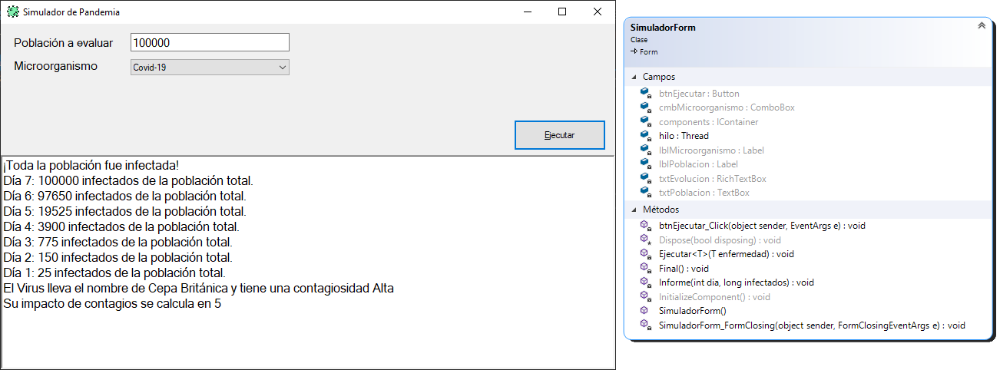 Simulador de Pandemia
Población a evaluar
100000
Microorganismo
Covid-19
Ejecutar
¡Toda la población fue infectada!
Día 7: 100000 infectados de la población total.
Día 6: 97650 infectados de la población total.
Día 5: 19525 infectados de la población total.
Día 4: 3900 infectados de la población total.
Día 3: 775 infectados de la población total.
Día 2: 150 infectados de la población total.
Día 1: 25 infectados de la población total.
El Virus lleva el nombre de Cepa Británica y tiene una contagiosidad Alta
Su impacto de contagios se calcula en 5
SimuladorForm
Clase
Form
Campos
btnEjecutar : Button
cmbMicroorganismo : ComboBox
components : IContainer
hilo : Thread
lblMicroorganismo : Label
lblPoblacion : Label
txtEvolucion : RichTextBox
txtPoblacion : TextBox
Métodos
btnEjecutar_Click(object sender, EventArgs e) : void
Dispose(bool disposing) : void
Ejecutar<T>(T enfermedad) : void
Final() : void
Informe(int dia, long infectados) : void
InitializeComponent() : void
SimuladorForm()
SimuladorForm_FormClosing(object sender, FormClosingEventArgs e) : void